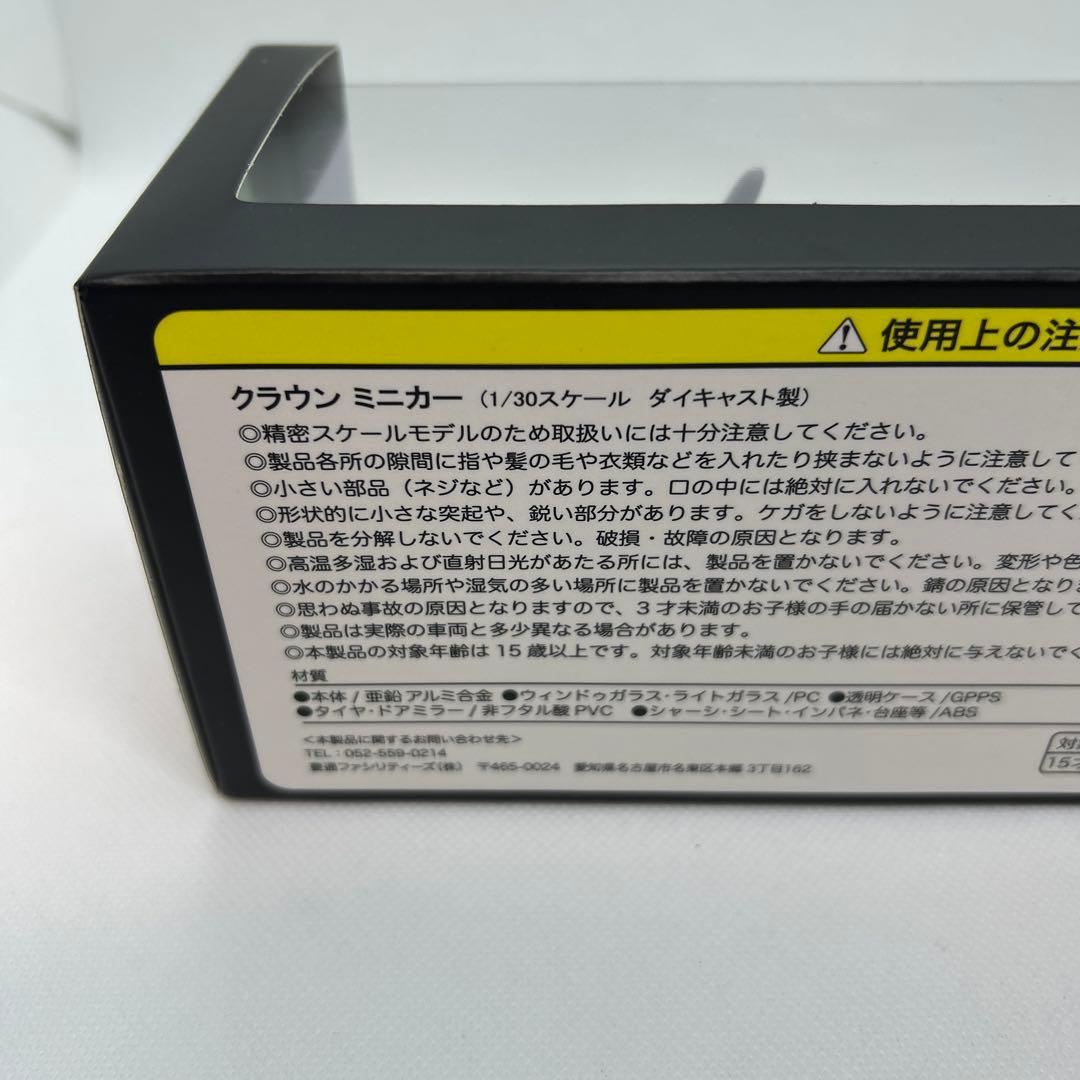 ⚠ 使用上の注
クラウン ミニカー（1/30スケール ダイキャスト製）
◎精密スケールモデルのため取扱いには十分注意してください。
◎製品各所の隙間に指や髪の毛や衣類などを入れたり挟まないように注意して
◎小さい部品（ネジなど）があります。口の中には絶対に入れないでください。
◎形状的に小さな突起や、鋭い部分があります。ケガをしないように注意してく
◎製品を分解しないでください。破損・故障の原因となります。
◎高温多湿および直射日光があたる所には、製品を置かないでください。変形や色
◎水のかかる場所や湿気の多い場所に製品を置かないでください。錆の原因となりま
◎思わぬ事故の原因となりますので、3才未満のお子様の手の届かない所に保管して
◎製品は実際の車両と多少異なる場合があります。
◎本製品の対象年齢は15歳以上です。対象年齢未満のお子様には絶対に与えないでく
材質
●本体/亜鉛アルミ合金 ●ウィンドゥガラス・ライトガラス/PC ●透明ケース/GPPS
●タイヤ・ドアミラー/非フタル酸PVC ●シャーシ・シート・インパネ・台座等/ABS
＜本製品に関するお問い合わせ先＞
TEL：052-559-0214
ファシリティーズ(株) 〒465-0024 愛知県名古屋市名東区本郷3丁目162
対
15